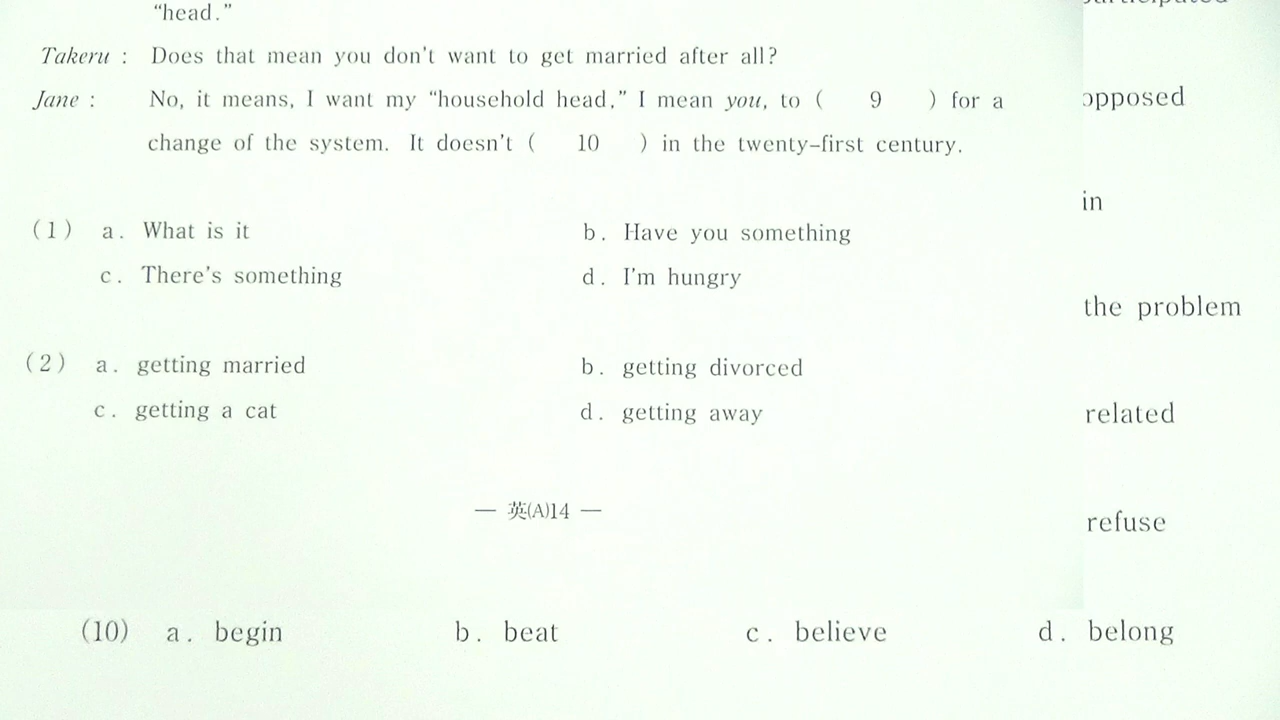 “head.”
Takeru : Does that mean you don't want to get married after all?
Jane : No, it means, I want my “household head,” I mean you, to ( 9 ) for a
change of the system. It doesn't ( 10 ) in the twenty-first century.
(1) a. What is it b. Have you something
c. There's something d. I'm hungry
(2) a. getting married b. getting divorced
c. getting a cat d. getting away
— 英(A)14 —
opposed
in
the problem
related
refuse
(10) a. begin b. beat c. believe d. belong